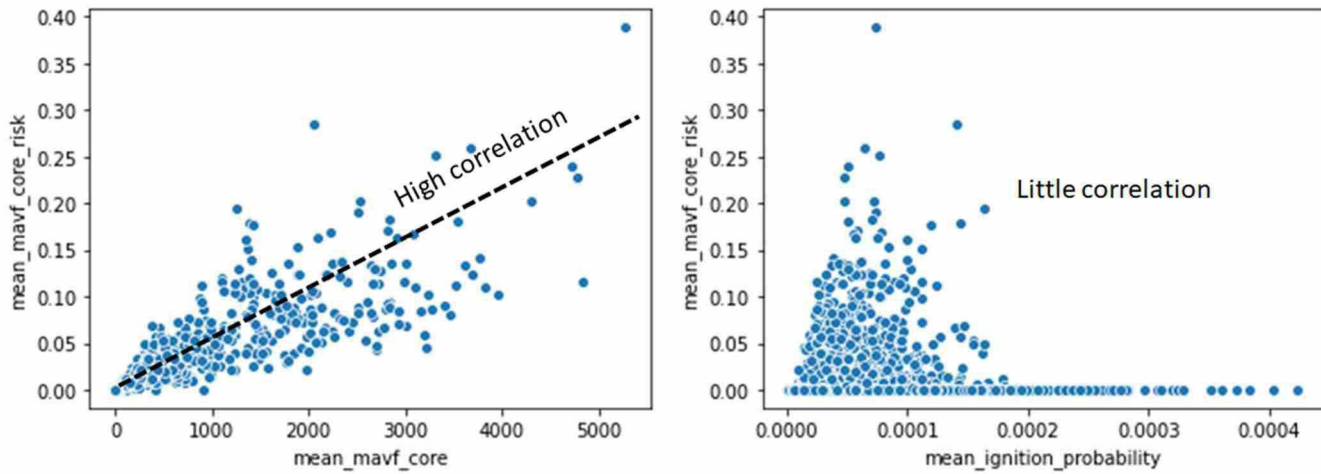 0.40
0.35
0.30
0.25
0.20
0.15
0.10
0.05
0.00
mean_mavf_core_risk
High correlation
0 1000 2000 3000 4000 5000
mean_mavf_core
0.40
0.35
0.30
0.25
0.20
0.15
0.10
0.05
0.00
mean_mavf_core_risk
Little correlation
0.0000 0.0001 0.0002 0.0003 0.0004
mean_ignition_probability